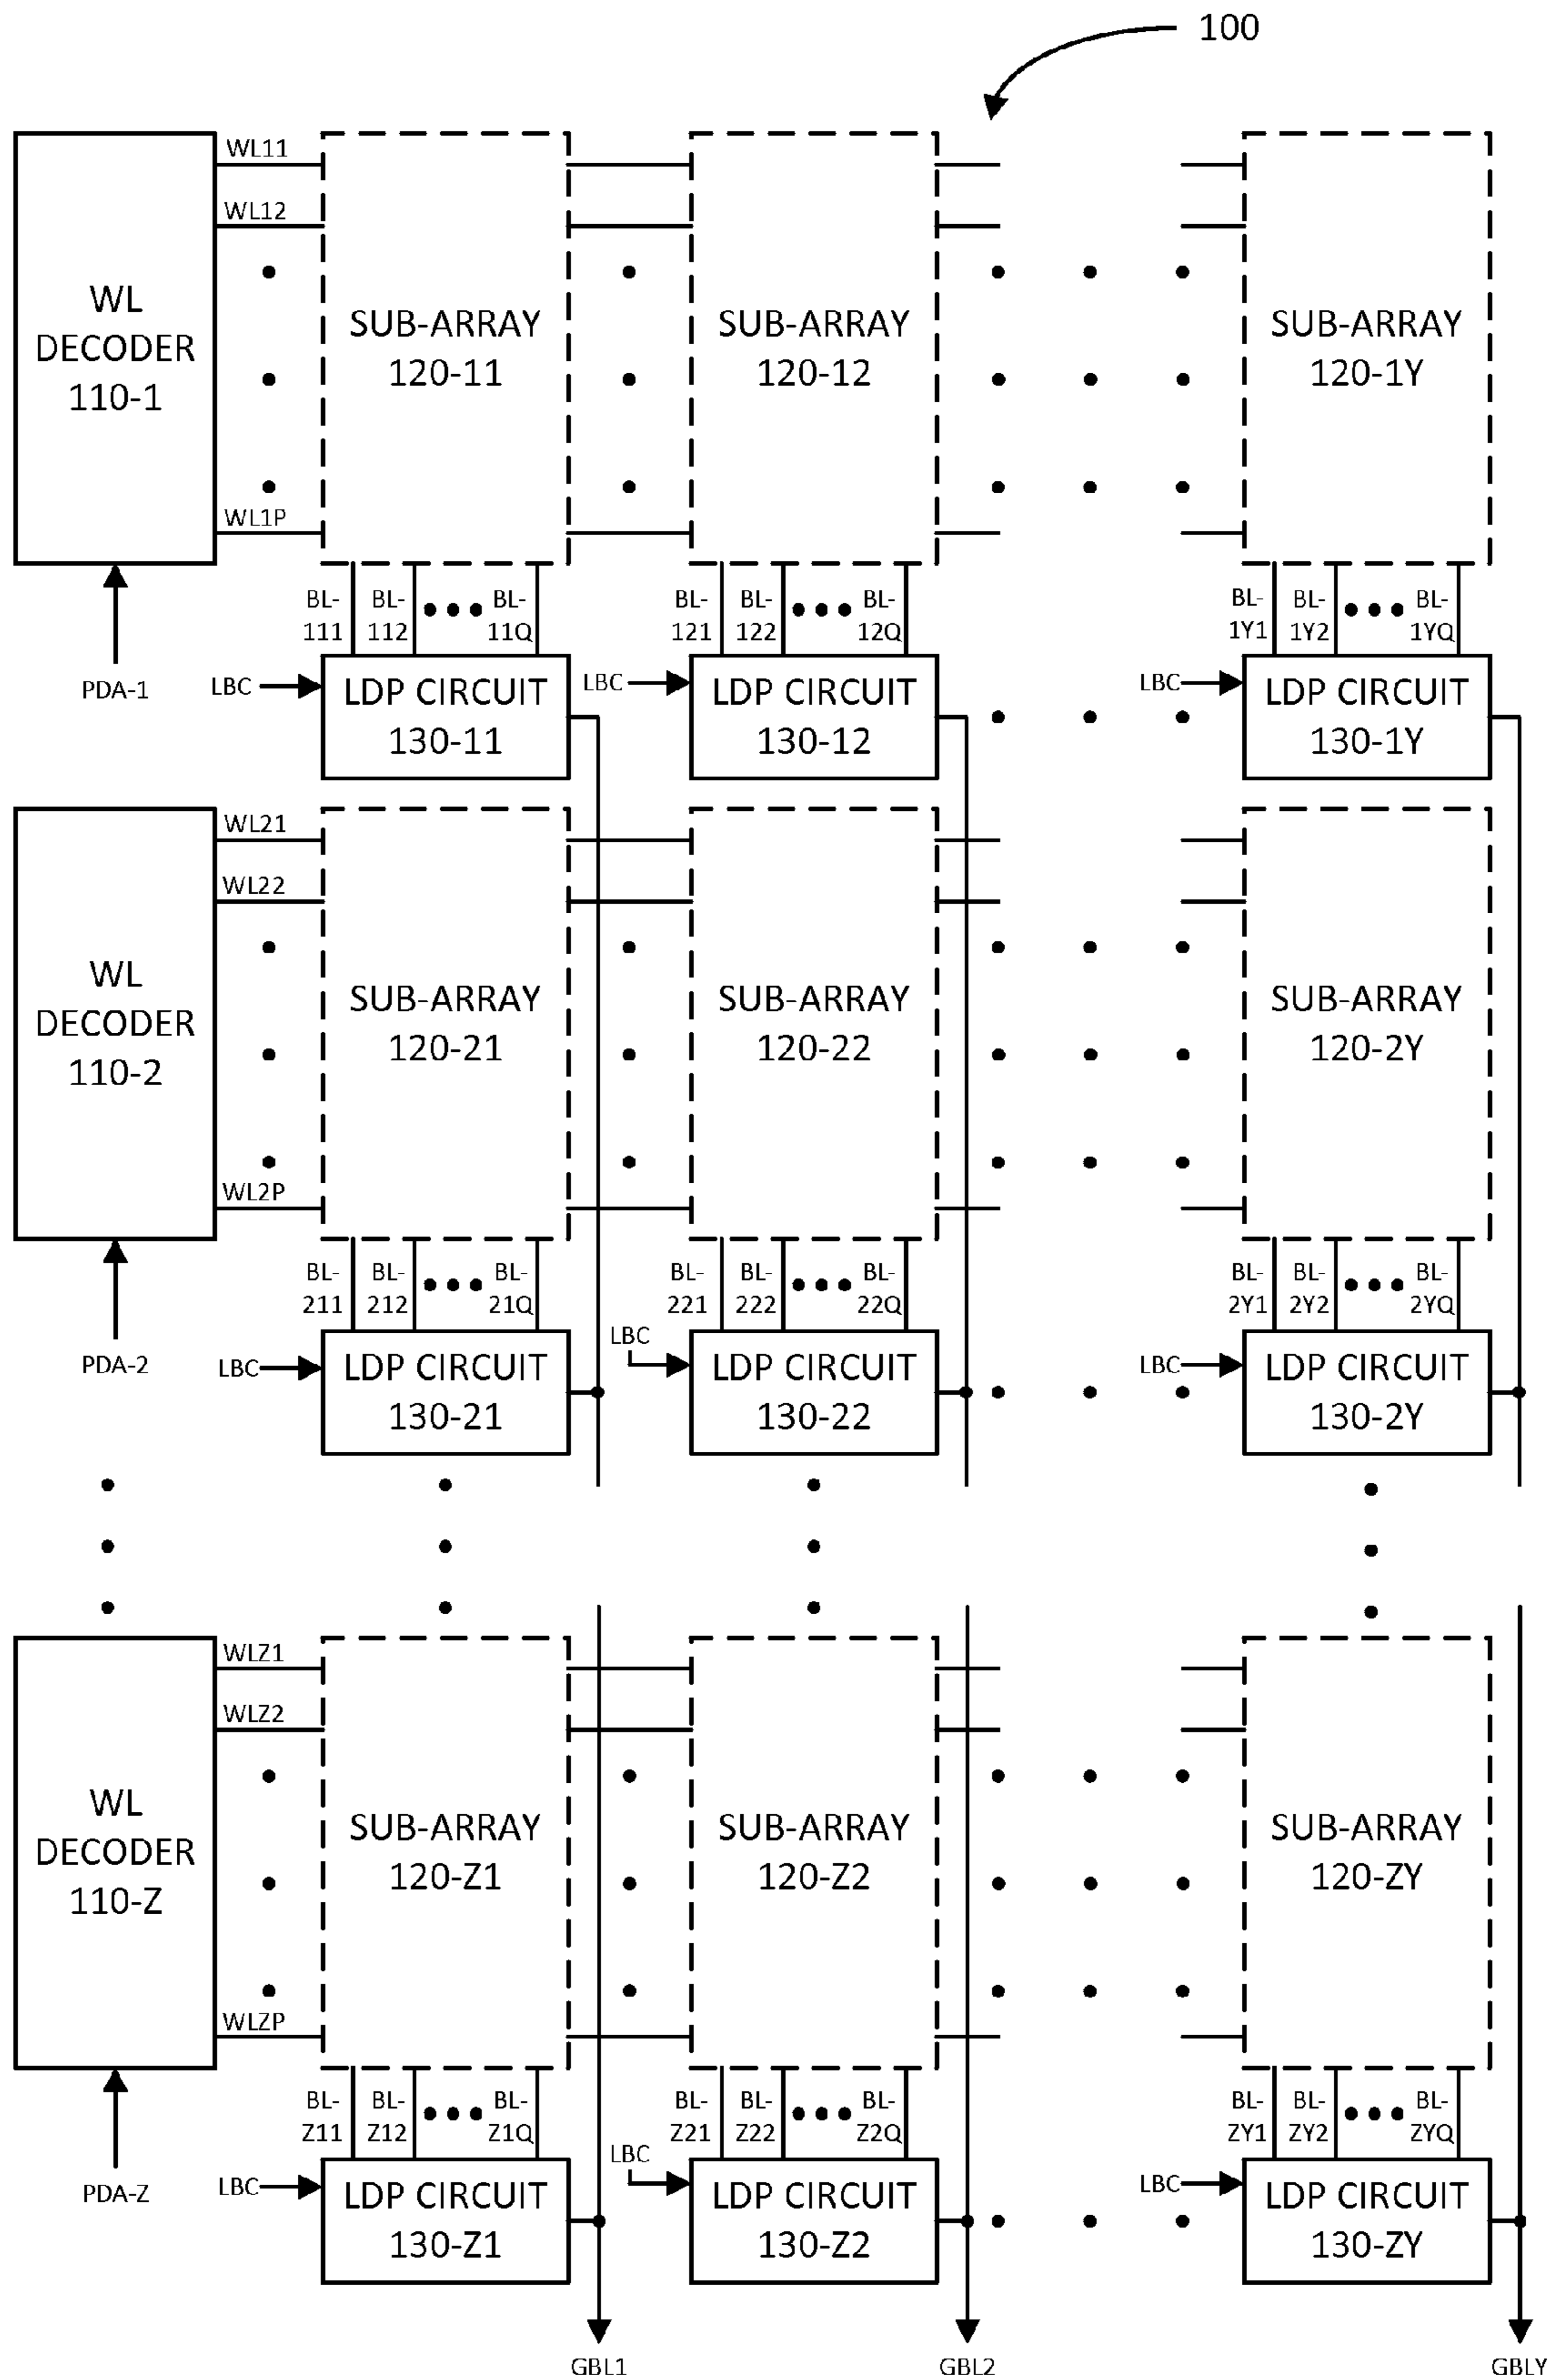 100
WL11
WL12
WL1P
WL
DECODER
110-1
SUB-ARRAY
120-11
SUB-ARRAY
120-12
SUB-ARRAY
120-1Y
BL-
111
BL-
112
BL-
11Q
BL-
121
BL-
122
BL-
12Q
BL-
1Y1
BL-
1Y2
BL-
1YQ
PDA-1
LBC
LDP CIRCUIT
130-11
LBC
LDP CIRCUIT
130-12
LBC
LDP CIRCUIT
130-1Y
WL21
WL22
WL2P
WL
DECODER
110-2
SUB-ARRAY
120-21
SUB-ARRAY
120-22
SUB-ARRAY
120-2Y
BL-
211
BL-
212
BL-
21Q
BL-
221
BL-
222
BL-
22Q
BL-
2Y1
BL-
2Y2
BL-
2YQ
PDA-2
LBC
LDP CIRCUIT
130-21
LBC
LDP CIRCUIT
130-22
LBC
LDP CIRCUIT
130-2Y
WLZ1
WLZ2
WLZP
WL
DECODER
110-Z
SUB-ARRAY
120-Z1
SUB-ARRAY
120-Z2
SUB-ARRAY
120-ZY
BL-
Z11
BL-
Z12
BL-
Z1Q
BL-
Z21
BL-
Z22
BL-
Z2Q
BL-
ZY1
BL-
ZY2
BL-
ZYQ
PDA-Z
LBC
LDP CIRCUIT
130-Z1
LBC
LDP CIRCUIT
130-Z2
LBC
LDP CIRCUIT
130-ZY
GBL1
GBL2
GBLY